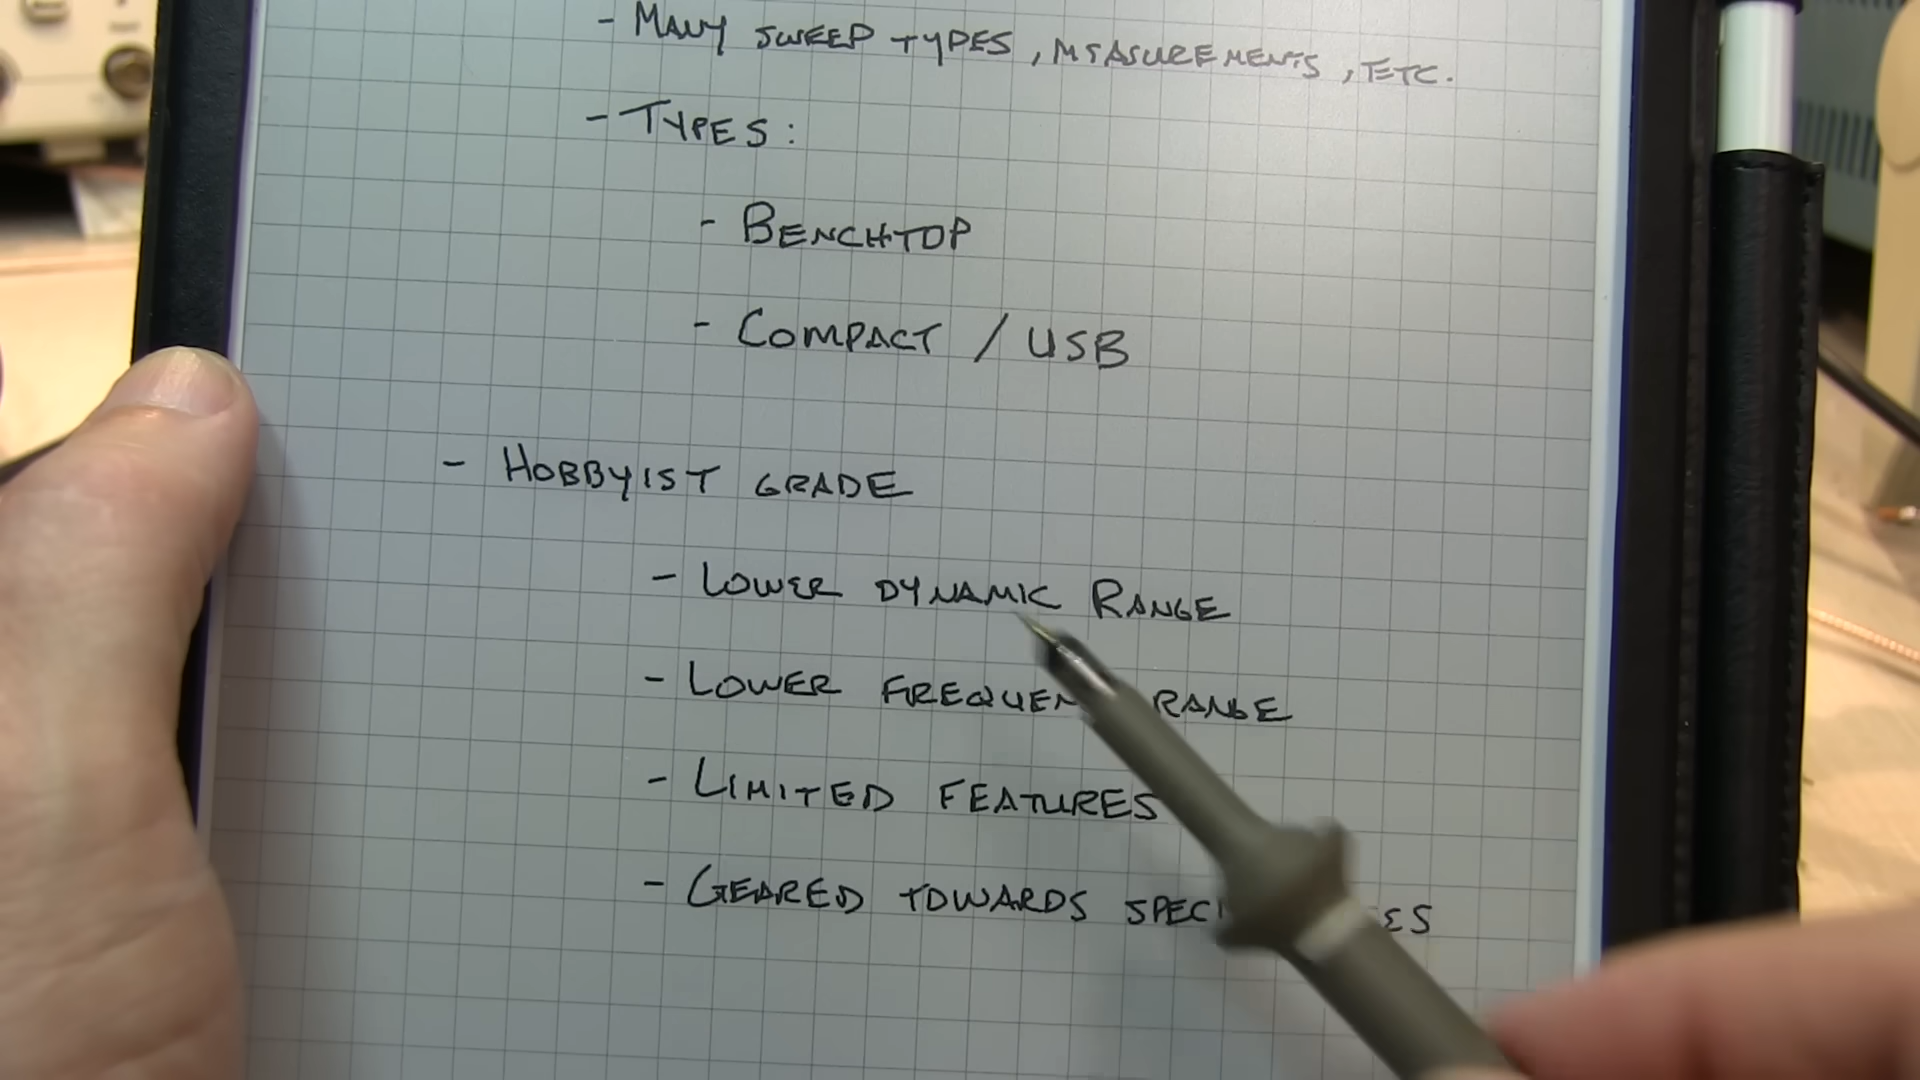 - MANY SWEEP TYPES, MEASUREMENTS, ETC.
- TYPES:
- BENCHTOP
- COMPACT / USB
- HOBBYIST GRADE
- LOWER DYNAMIC RANGE
- LOWER RANGE
- LIMITED FEATURES
- GEARED TOWARDS